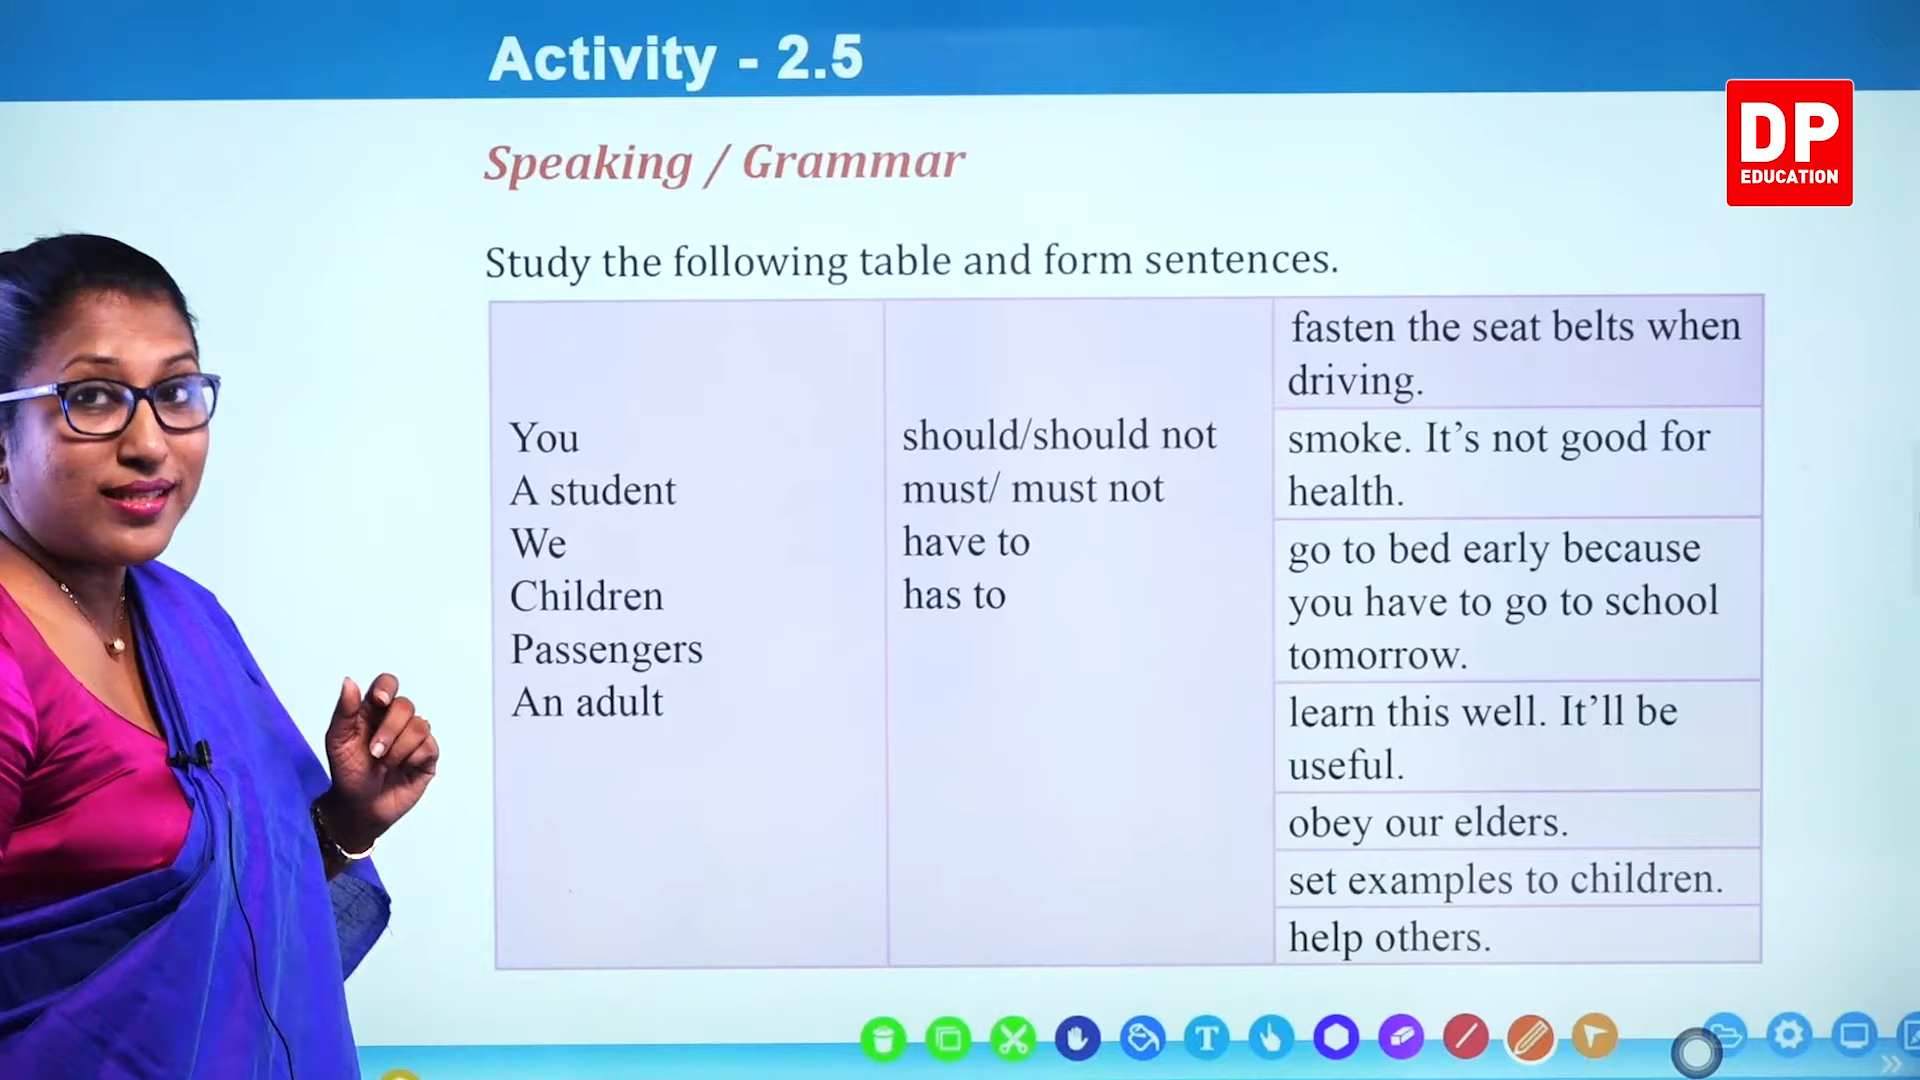 Activity - 2.5
DP
EDUCATION
Speaking / Grammar
Study the following table and form sentences.
You
A student
We
Children
Passengers
An adult
should/should not
must/ must not
have to
has to
fasten the seat belts when
driving.
smoke. It's not good for
health.
go to bed early because
you have to go to school
tomorrow.
learn this well. It'll be
useful.
obey our elders.
set examples to children.
help others.
T